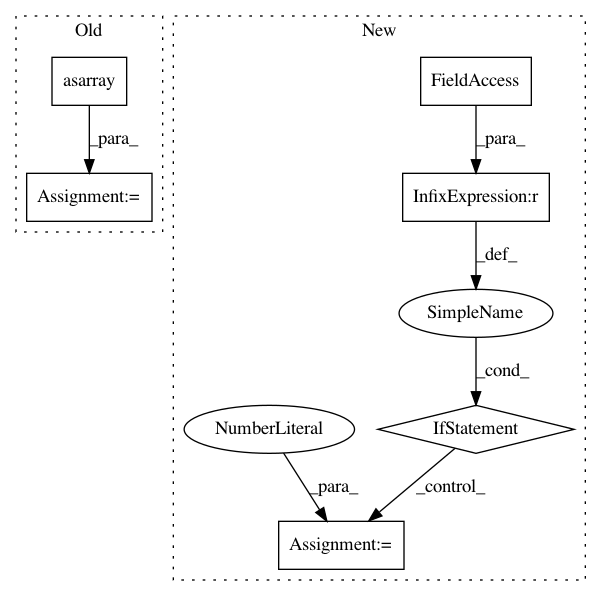 Old
asarray
_para_
Assignment:=
New
FieldAccess
_para_
InfixExpression:r
_def_
SimpleName
_cond_
NumberLiteral
IfStatement
_para_
_control_
Assignment:=